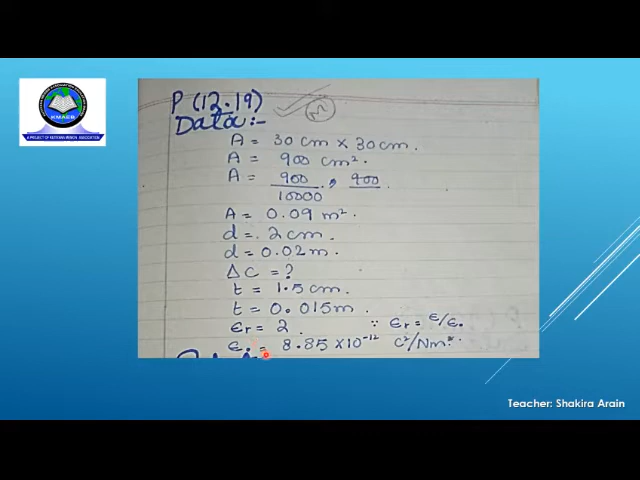 P (12.19)
Data:-
A = 30 cm × 30 cm.
A = 900 cm².
A = 900/10000 , 900
A = 0.09 m².
d = 2 cm.
d = 0.02 m.
ΔC = ?
t = 1.5 cm.
t = 0.015 m.
εr = 2. ∵ εr = ε/ε₀
ε₀ = 8.85 × 10⁻¹² C²/Nm².
KMAEB
Teacher: Shakira Arain